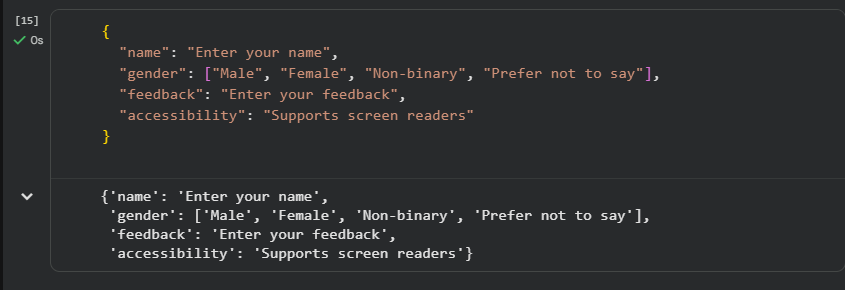 [15]
0s
{
"name": "Enter your name",
"gender": ["Male", "Female", "Non-binary", "Prefer not to say"],
"feedback": "Enter your feedback",
"accessibility": "Supports screen readers"
}
{'name': 'Enter your name',
'gender': ['Male', 'Female', 'Non-binary', 'Prefer not to say'],
'feedback': 'Enter your feedback',
'accessibility': 'Supports screen readers'}